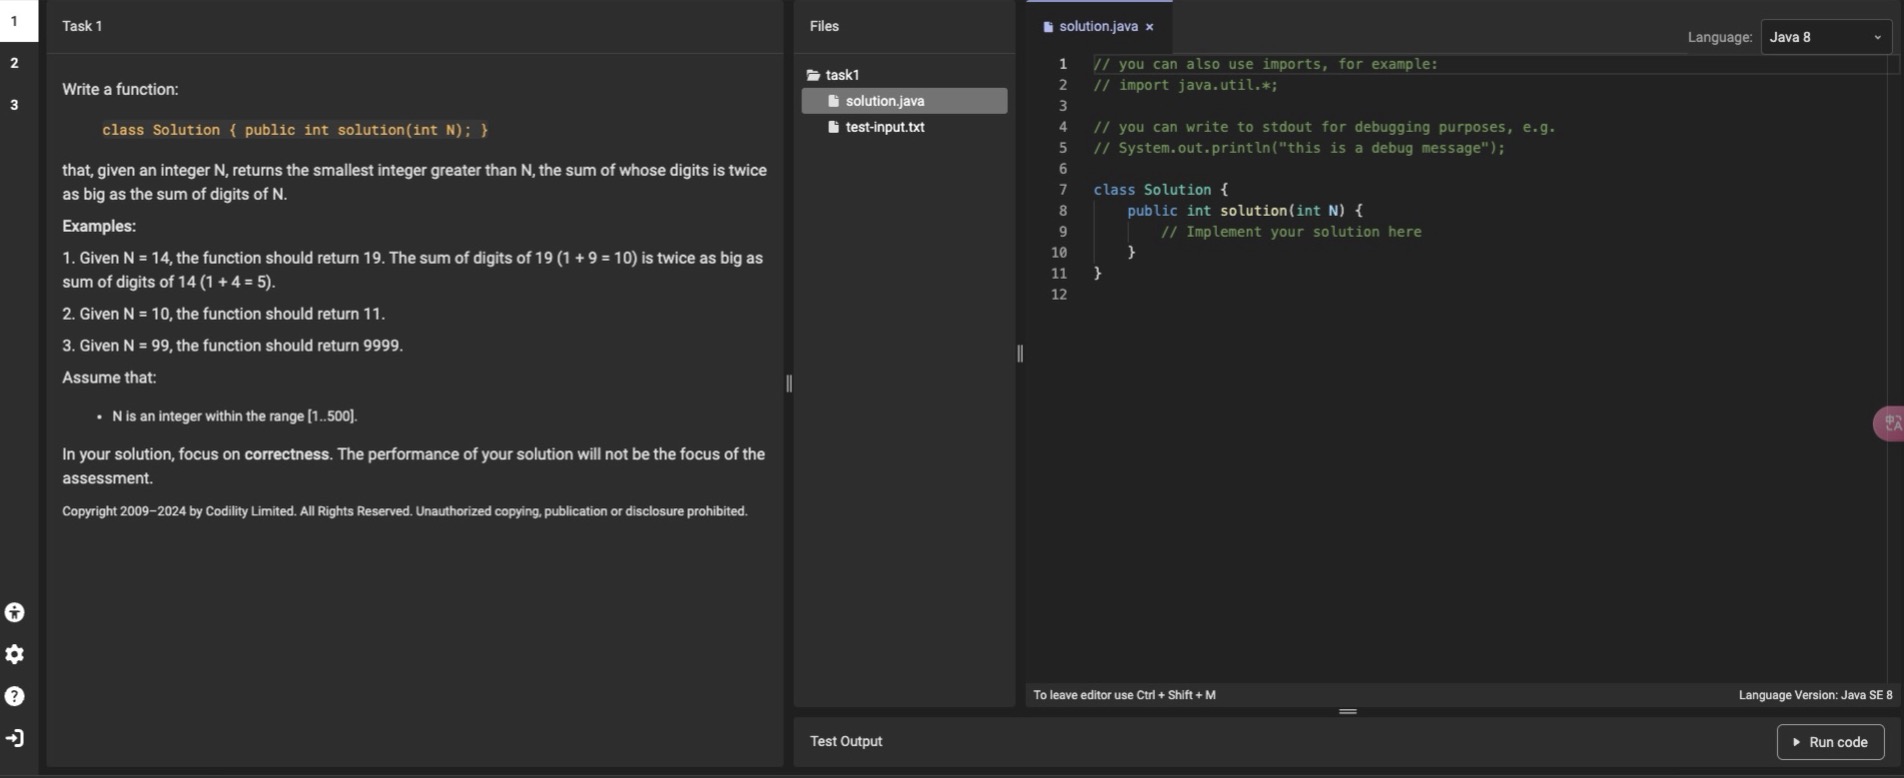 1
2
3
Task 1
Write a function:
class Solution { public int solution(int N); }
that, given an integer N, returns the smallest integer greater than N, the sum of whose digits is twice
as big as the sum of digits of N.
Examples:
1. Given N = 14, the function should return 19. The sum of digits of 19 (1 + 9 = 10) is twice as big as
sum of digits of 14 (1 + 4 = 5).
2. Given N = 10, the function should return 11.
3. Given N = 99, the function should return 9999.
Assume that:
• N is an integer within the range [1..500].
In your solution, focus on correctness. The performance of your solution will not be the focus of the
assessment.
Copyright 2009–2024 by Codility Limited. All Rights Reserved. Unauthorized copying, publication or disclosure prohibited.
Files
task1
solution.java
test-input.txt
solution.java ×
Language: Java 8
1 // you can also use imports, for example:
2 // import java.util.*;
3
4 // you can write to stdout for debugging purposes, e.g.
5 // System.out.println("this is a debug message");
6
7 class Solution {
8 public int solution(int N) {
9 // Implement your solution here
10 }
11 }
12
To leave editor use Ctrl + Shift + M
Language Version: Java SE 8
Test Output
Run code